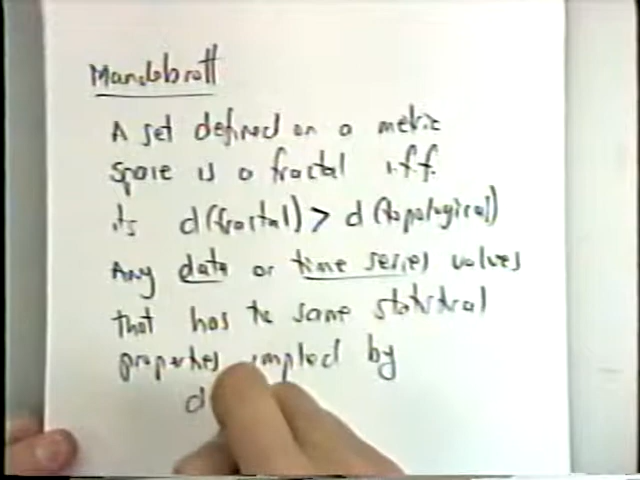 Mandelbrott
A set defined on a metric
space is a fractal i.f.f.
its d(fractal) > d(topological)
Any data or time series values
that has the same statistical
properties implied by
d